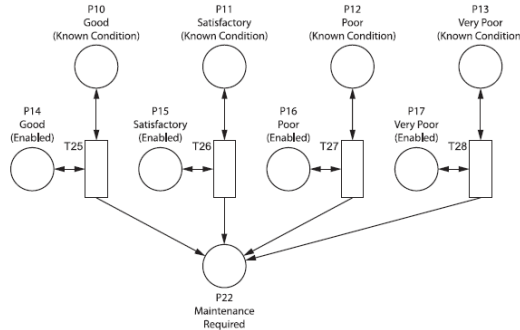 P10
Good
(Known Condition)
P11
Satisfactory
(Known Condition)
P12
Poor
(Known Condition)
P13
Very Poor
(Known Condition)
P14
Good
(Enabled)
T25
P15
Satisfactory
(Enabled)
T26
P16
Poor
(Enabled)
T27
P17
Very Poor
(Enabled)
T28
P22
Maintenance
Required